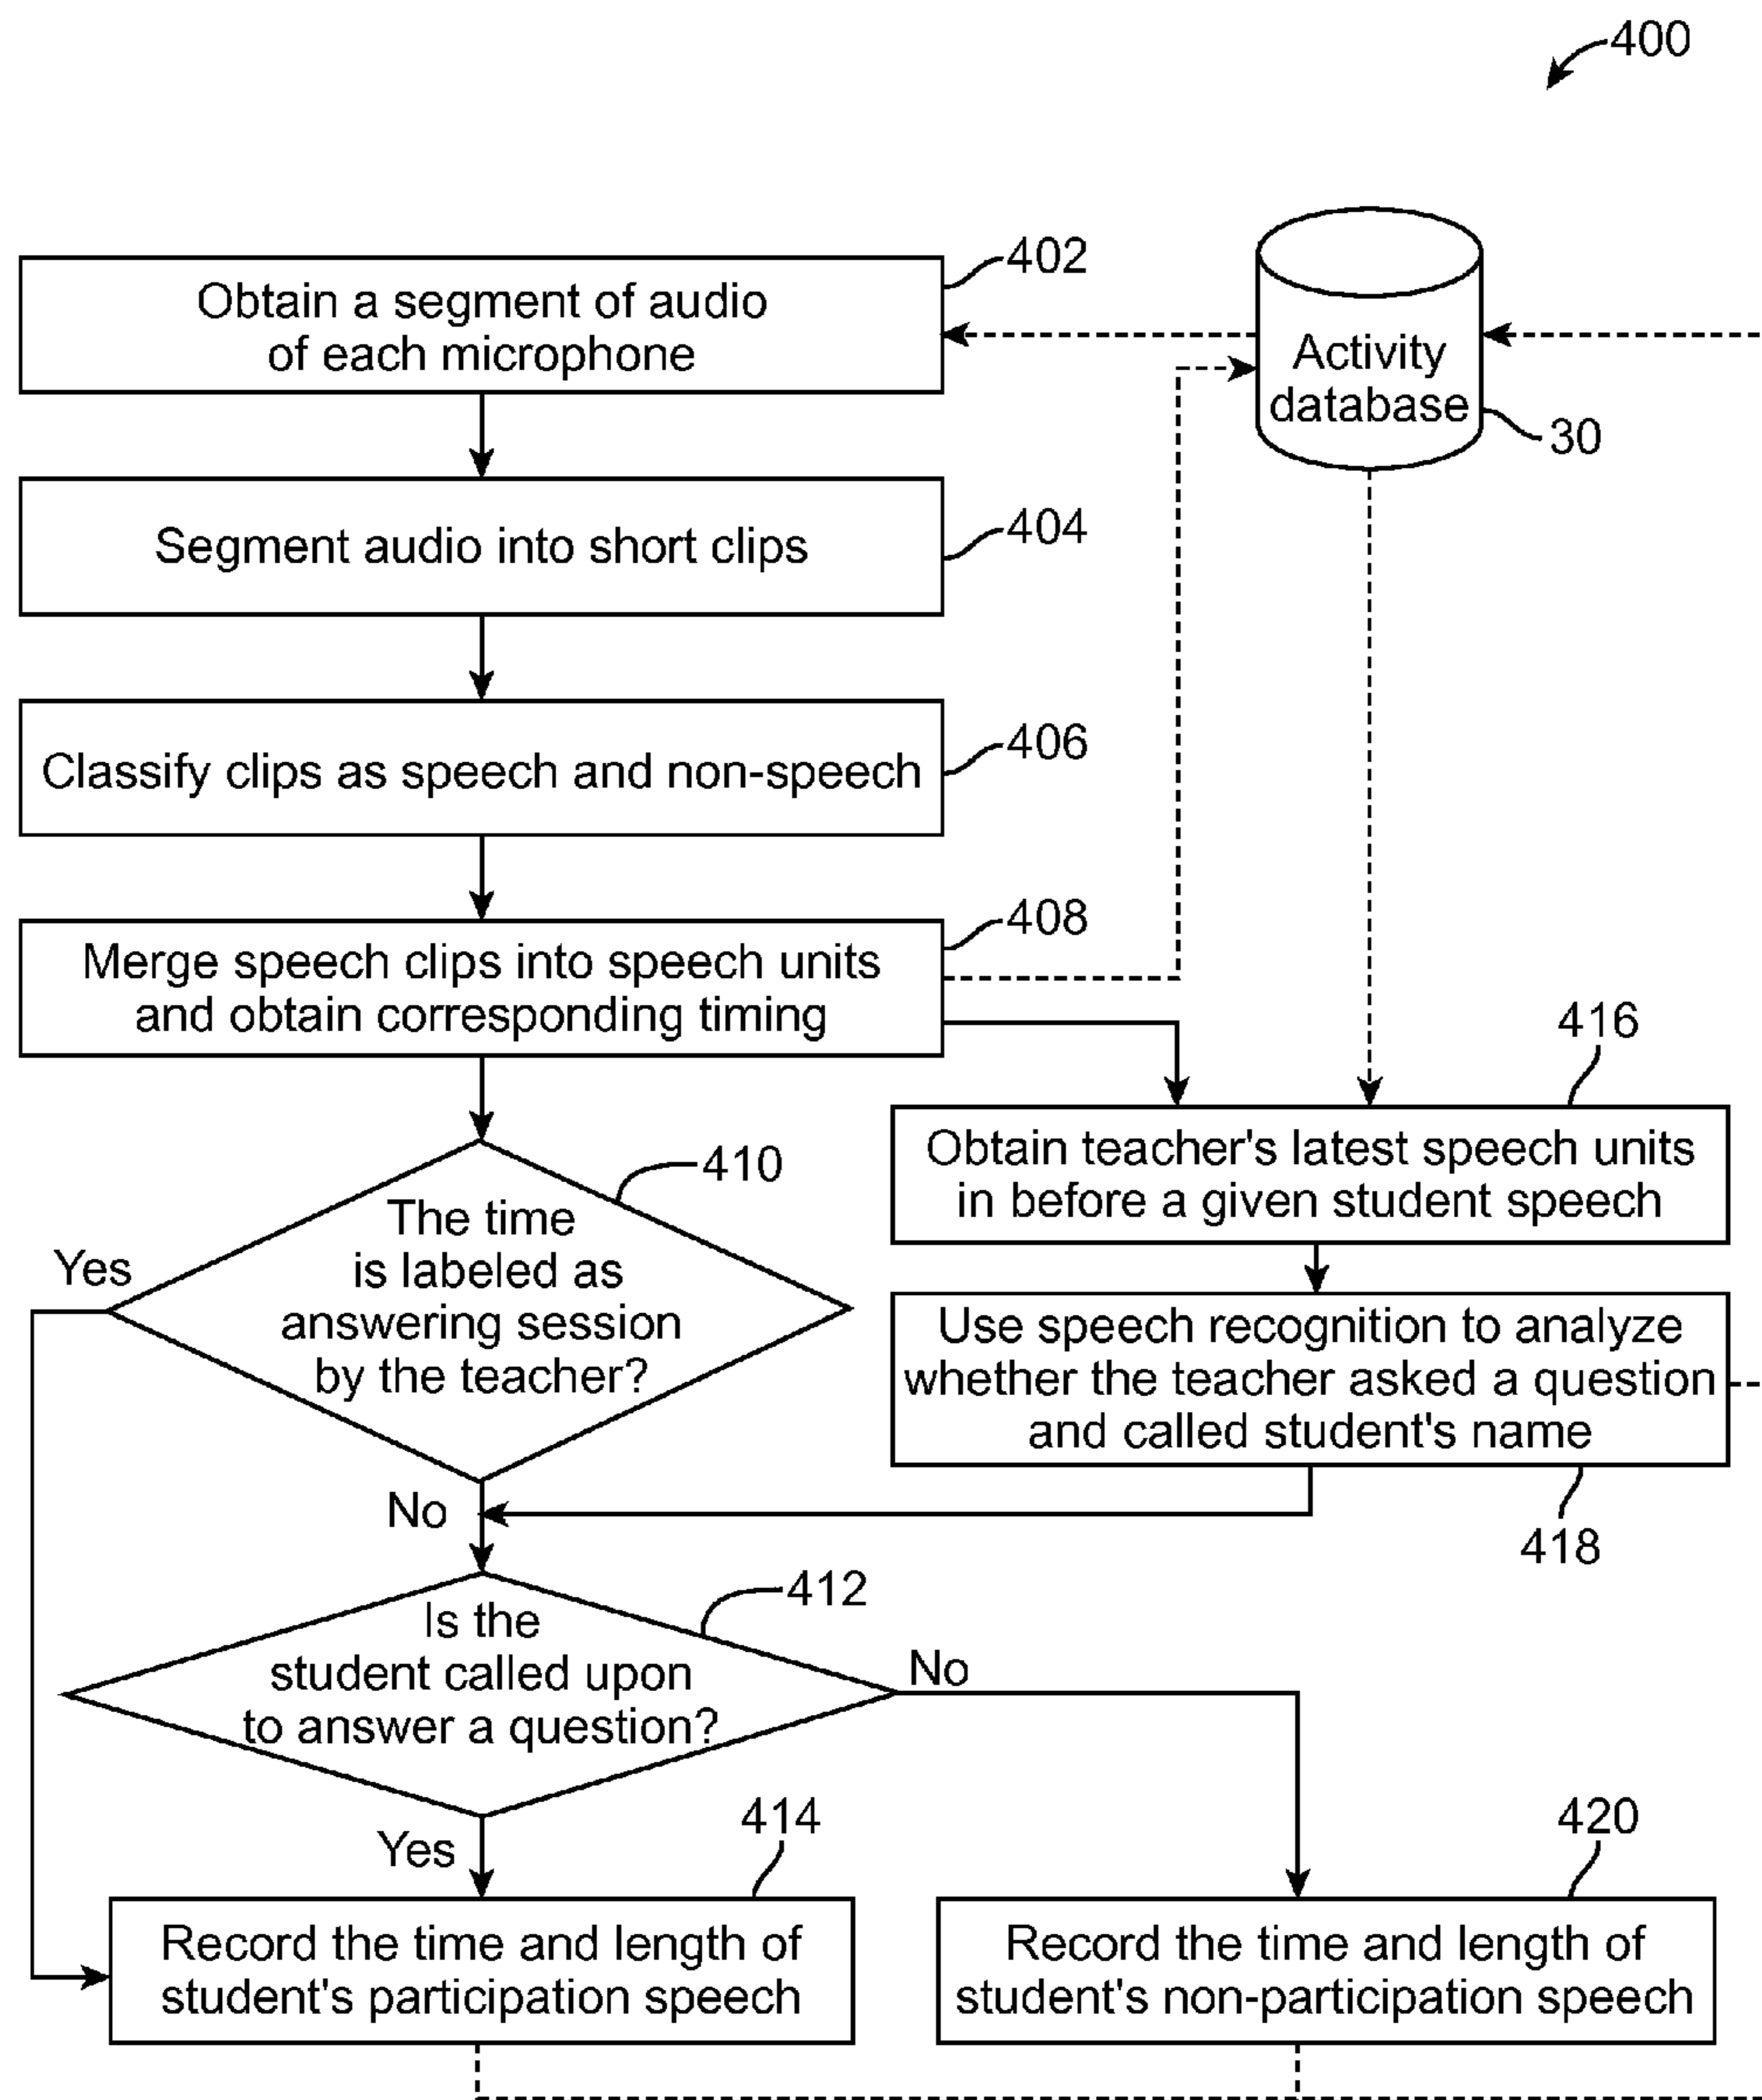 400
402
Obtain a segment of audio
of each microphone
Activity
database
30
Segment audio into short clips
404
Classify clips as speech and non-speech
406
408
Merge speech clips into speech units
and obtain corresponding timing
416
Obtain teacher's latest speech units
in before a given student speech
410
The time
is labeled as
answering session
by the teacher?
Yes
Use speech recognition to analyze
whether the teacher asked a question
and called student's name
No
418
412
Is the
student called upon
to answer a question?
No
Yes
414
420
Record the time and length of
student's participation speech
Record the time and length of
student's non-participation speech